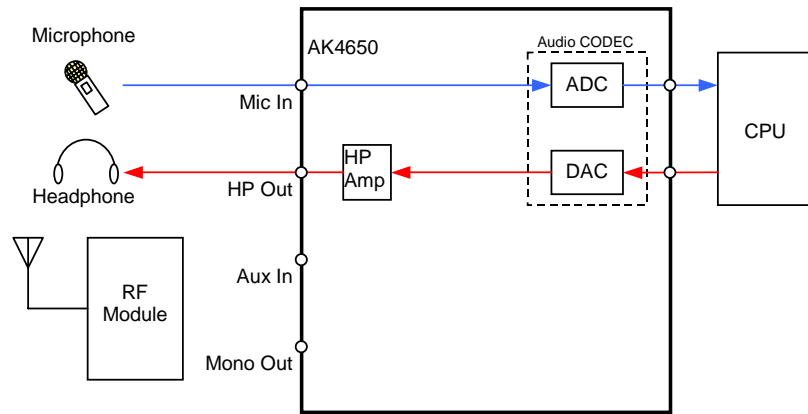 Microphone
AK4650
Audio CODEC
Mic In
ADC
CPU
Headphone
HP Out
HP
Amp
DAC
RF
Module
Aux In
Mono Out